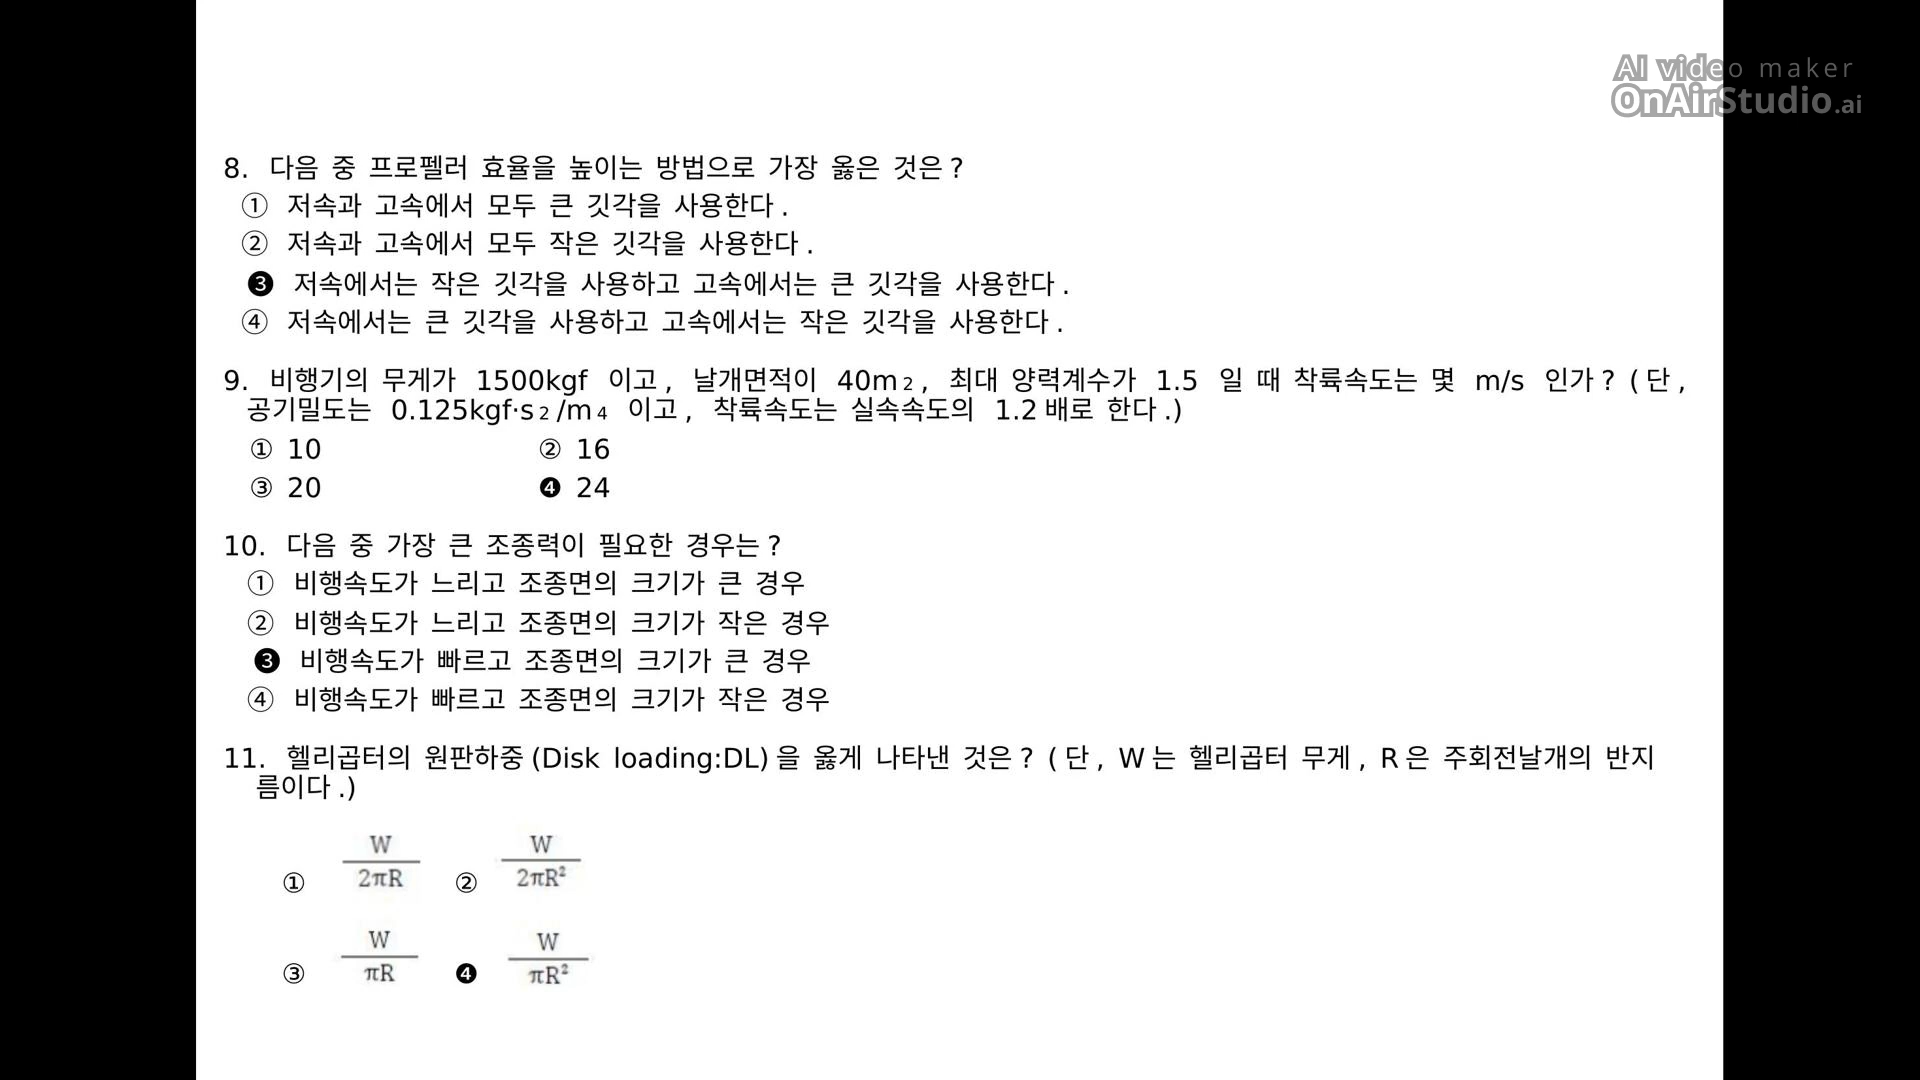 AI video maker
OnAirStudio.ai
8. 다음 중 프로펠러 효율을 높이는 방법으로 가장 옳은 것은?
① 저속과 고속에서 모두 큰 깃각을 사용한다.
② 저속과 고속에서 모두 작은 깃각을 사용한다.
❸ 저속에서는 작은 깃각을 사용하고 고속에서는 큰 깃각을 사용한다.
④ 저속에서는 큰 깃각을 사용하고 고속에서는 작은 깃각을 사용한다.
9. 비행기의 무게가 1500kgf 이고, 날개면적이 40m2, 최대 양력계수가 1.5 일 때 착륙속도는 몇 m/s 인가? (단,
공기밀도는 0.125kgf·s2/m4 이고, 착륙속도는 실속속도의 1.2배로 한다.)
① 10 ② 16
③ 20 ❹ 24
10. 다음 중 가장 큰 조종력이 필요한 경우는?
① 비행속도가 느리고 조종면의 크기가 큰 경우
② 비행속도가 느리고 조종면의 크기가 작은 경우
❸ 비행속도가 빠르고 조종면의 크기가 큰 경우
④ 비행속도가 빠르고 조종면의 크기가 작은 경우
11. 헬리곱터의 원판하중(Disk loading:DL)을 옳게 나타낸 것은? (단, W는 헬리곱터 무게, R은 주회전날개의 반지
름이다.)
① W/2πR ② W/2πR²
③ W/πR ❹ W/πR²